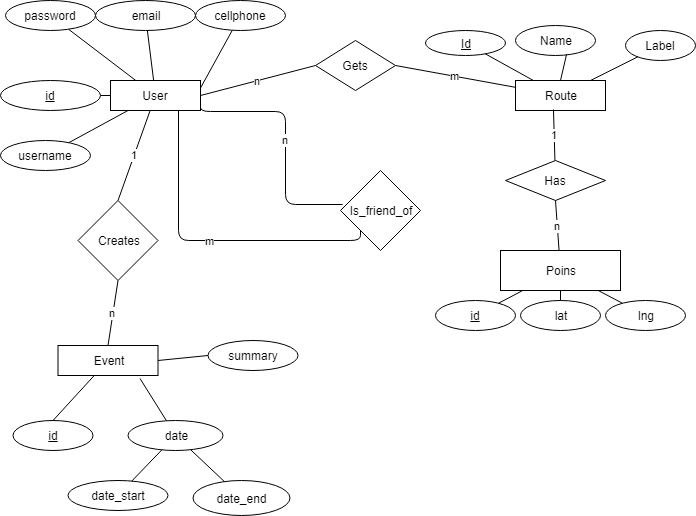 password
email
cellphone
Id
Name
Label
Gets
n
m
id
User
Route
username
1
n
1
Is_friend_of
Has
Creates
m
n
Poins
n
id
lat
lng
Event
summary
id
date
date_start
date_end